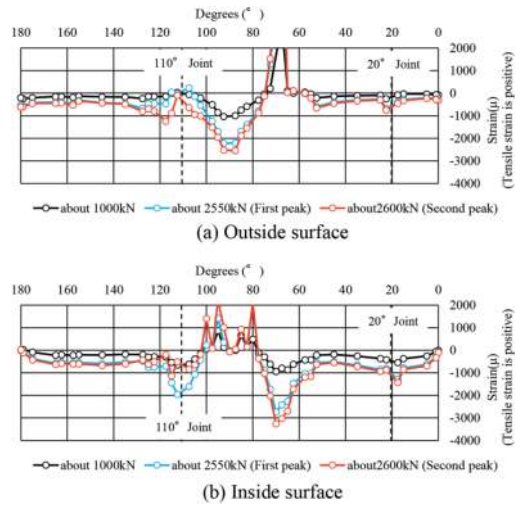 Degrees (°)
180 160 140 120 100 80 60 40 20 0
2000
1000
0
-1000
-2000
-3000
-4000
110° Joint
20° Joint
Strain(μ)
(Tensile strain is positive)
about 1000kN about 2550kN (First peak) about2600kN (Second peak)
(a) Outside surface
Degrees (°)
180 160 140 120 100 80 60 40 20 0
2000
1000
0
-1000
-2000
-3000
-4000
20° Joint
110° Joint
Strain(μ)
(Tensile strain is positive)
about 1000kN about 2550kN (First peak) about2600kN (Second peak)
(b) Inside surface